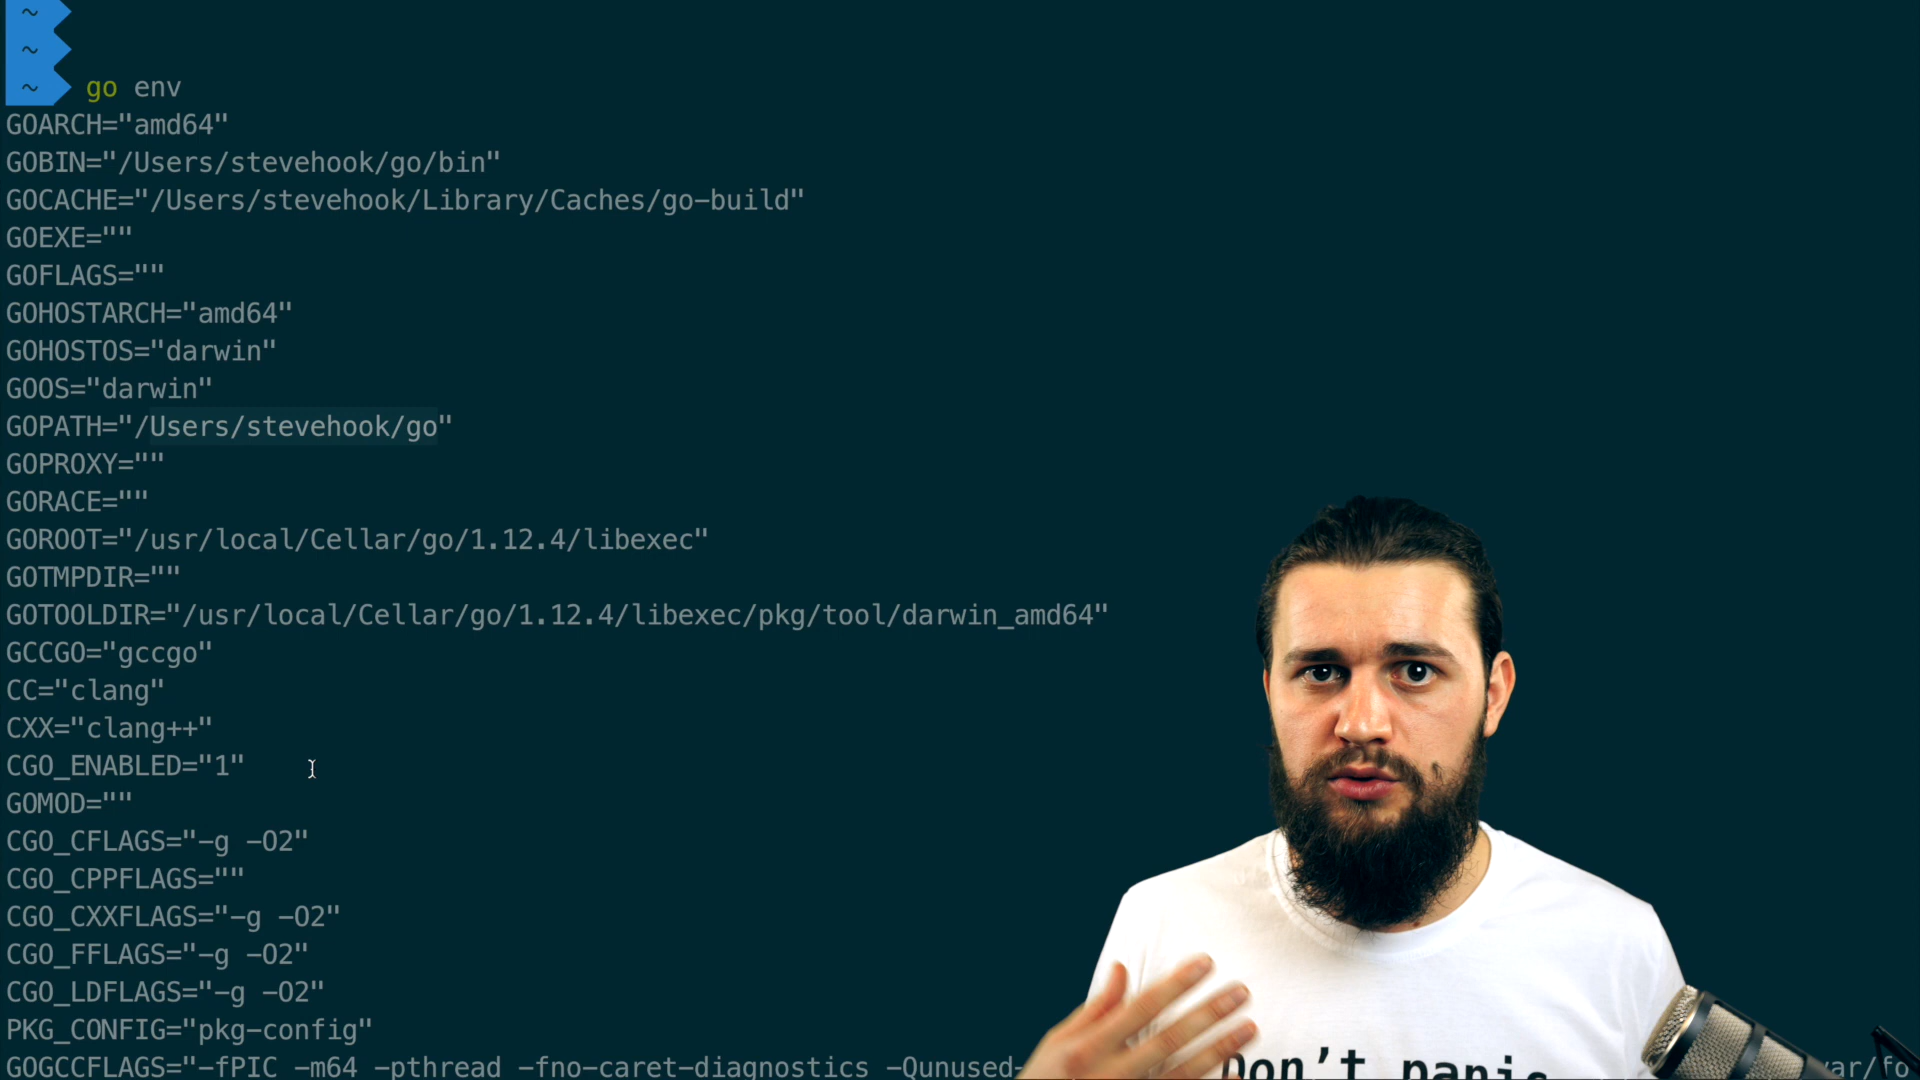 ~
~
~ go env
GOARCH="amd64"
GOBIN="/Users/stevehook/go/bin"
GOCACHE="/Users/stevehook/Library/Caches/go-build"
GOEXE=""
GOFLAGS=""
GOHOSTARCH="amd64"
GOHOSTOS="darwin"
GOOS="darwin"
GOPATH="/Users/stevehook/go"
GOPROXY=""
GORACE=""
GOROOT="/usr/local/Cellar/go/1.12.4/libexec"
GOTMPDIR=""
GOTOOLDIR="/usr/local/Cellar/go/1.12.4/libexec/pkg/tool/darwin_amd64"
GCCGO="gccgo"
CC="clang"
CXX="clang++"
CGO_ENABLED="1"
GOMOD=""
CGO_CFLAGS="-g -O2"
CGO_CPPFLAGS=""
CGO_CXXFLAGS="-g -O2"
CGO_FFLAGS="-g -O2"
CGO_LDFLAGS="-g -O2"
PKG_CONFIG="pkg-config"
GOGCCFLAGS="-fPIC -m64 -pthread -fno-caret-diagnostics -Qunused-
Don't panic